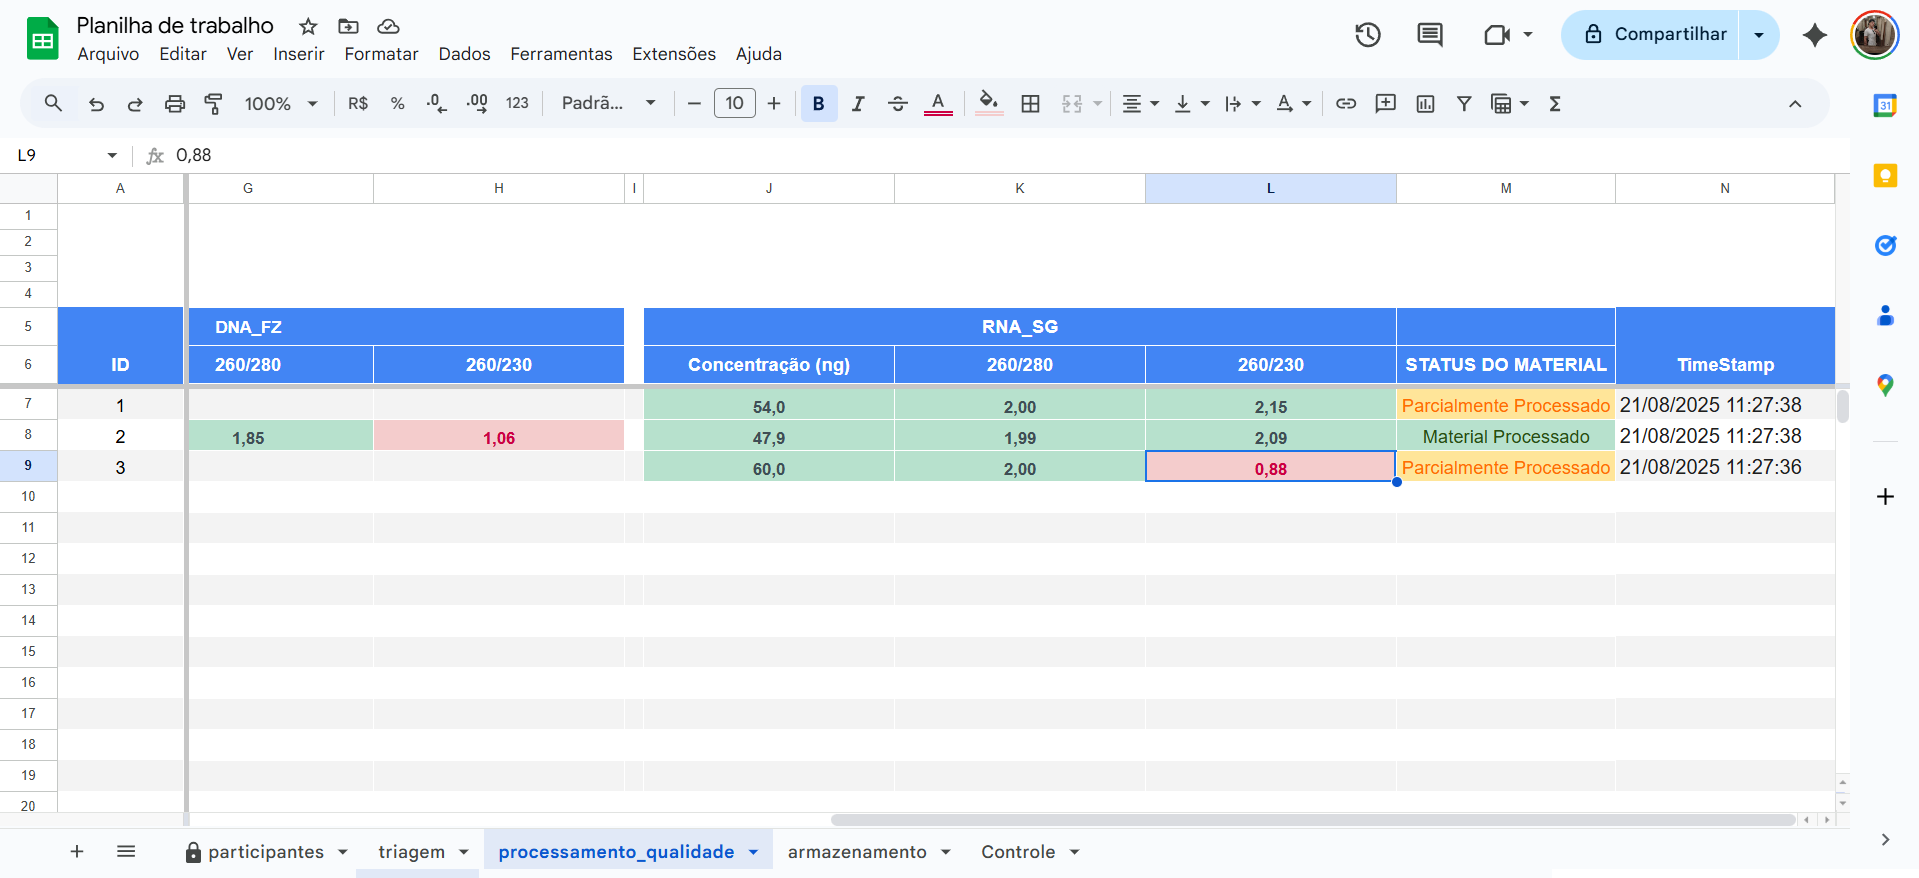 Planilha de trabalho
Arquivo Editar Ver Inserir Formatar Dados Ferramentas Extensões Ajuda
Compartilhar
100% R$ % .0 .00 123 Padrã... 10 B I A A Σ
31
L9 fx 0,88
A G H I J K L M N
1
2
3
4
5 DNA_FZ RNA_SG
6 ID 260/280 260/230 Concentração (ng) 260/280 260/230 STATUS DO MATERIAL TimeStamp
7 1 54,0 2,00 2,15 Parcialmente Processado 21/08/2025 11:27:38
8 2 1,85 1,06 47,9 1,99 2,09 Material Processado 21/08/2025 11:27:38
9 3 60,0 2,00 0,88 Parcialmente Processado 21/08/2025 11:27:36
10
11
12
13
14
15
16
17
18
19
20
participantes triagem processamento_qualidade armazenamento Controle